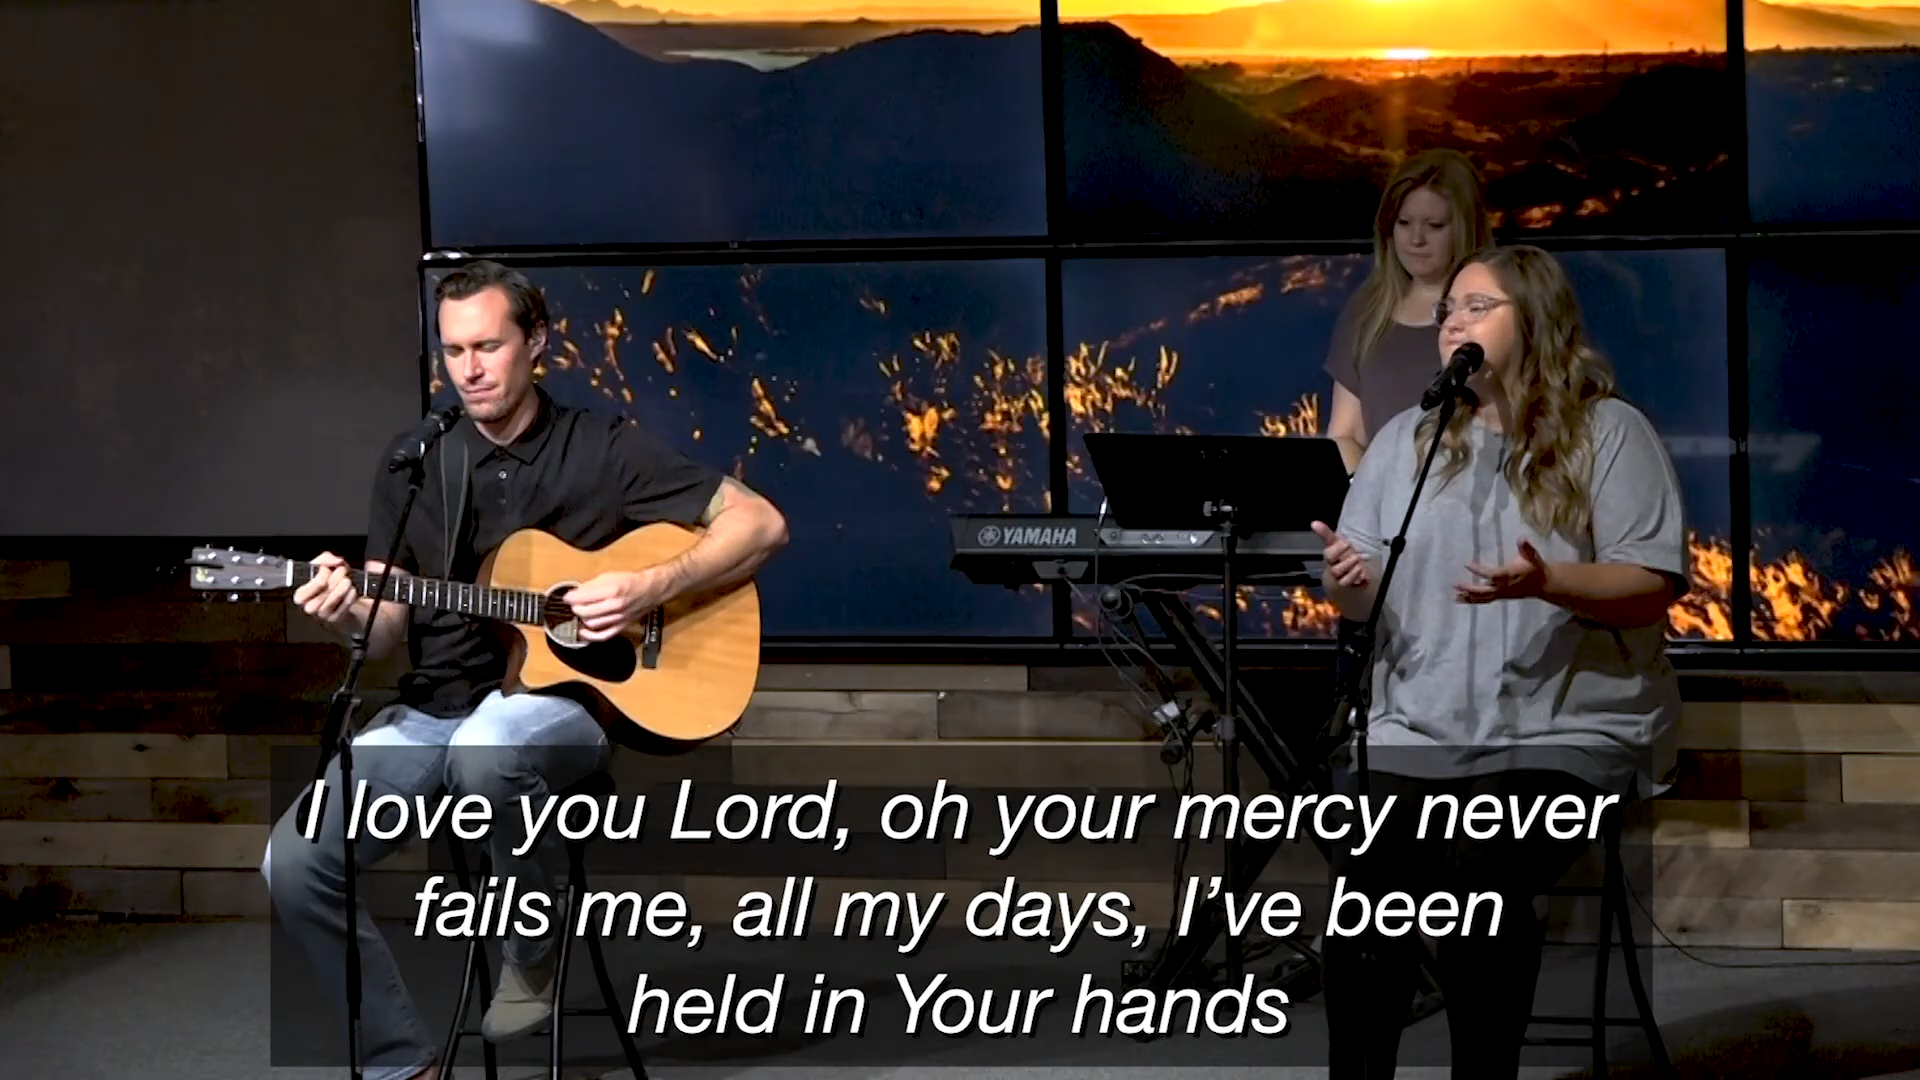 YAMAHA
I love you Lord, oh your mercy never
fails me, all my days, I’ve been
held in Your hands